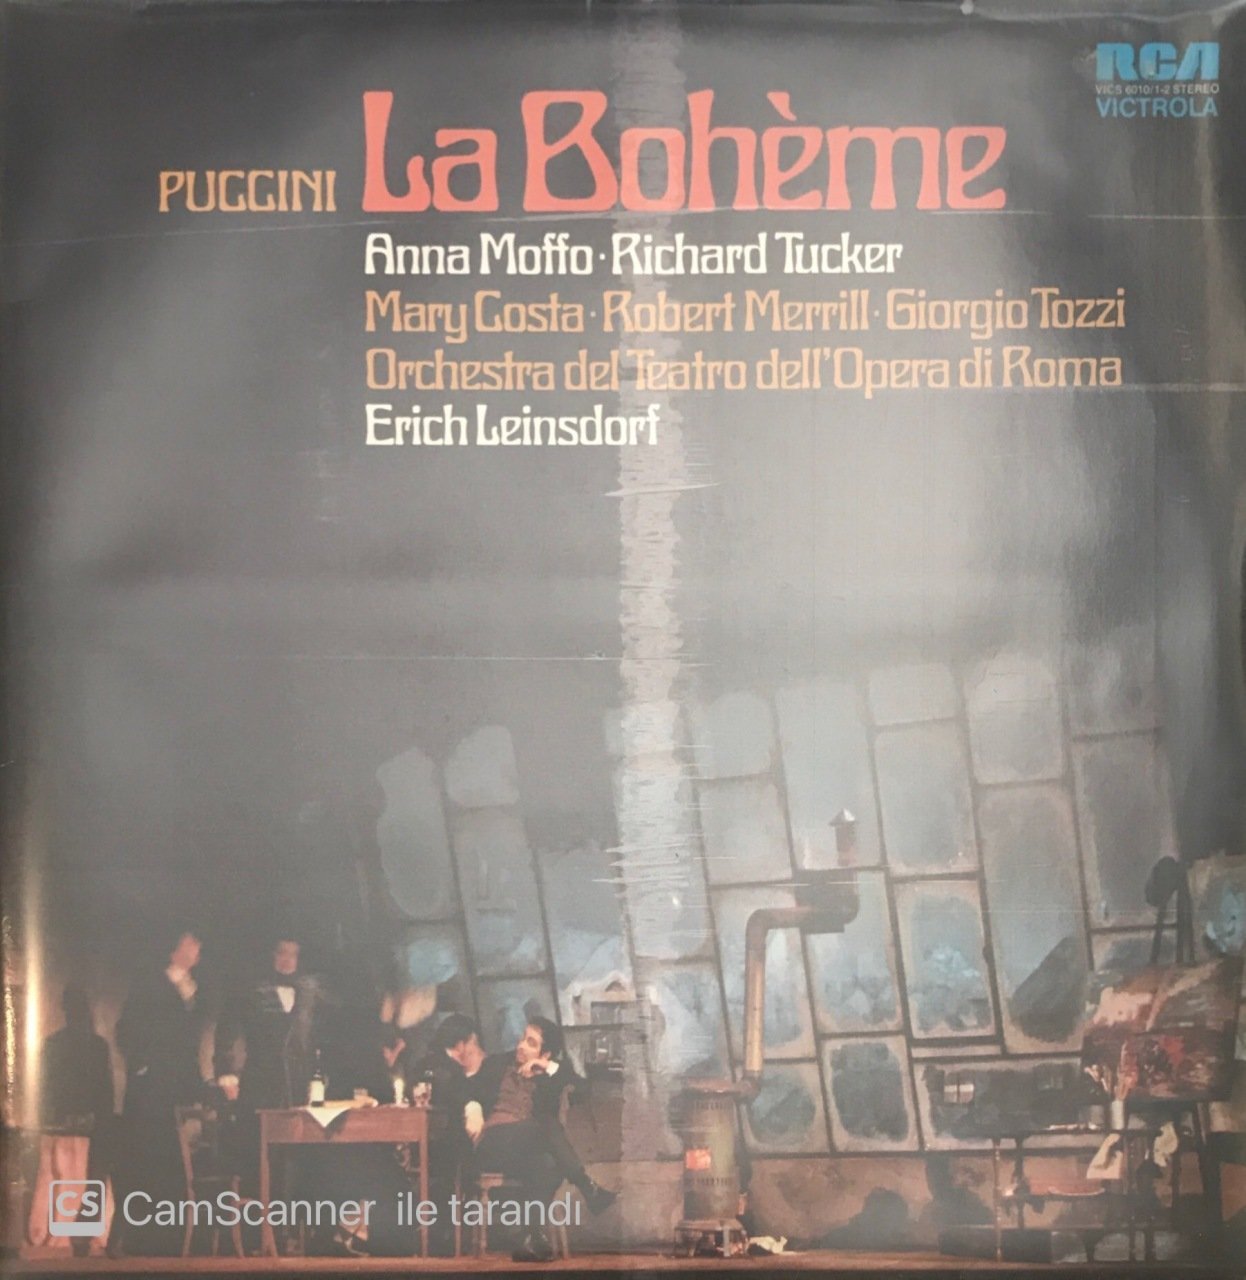 RCA
VICS 6010/1-2 STEREO
VICTROLA
PUCCINI La Bohème
Anna Moffo · Richard Tucker
Mary Costa · Robert Merrill · Giorgio Tozzi
Orchestra del Teatro dell'Opera di Roma
Erich Leinsdorf
CS CamScanner ile tarandı